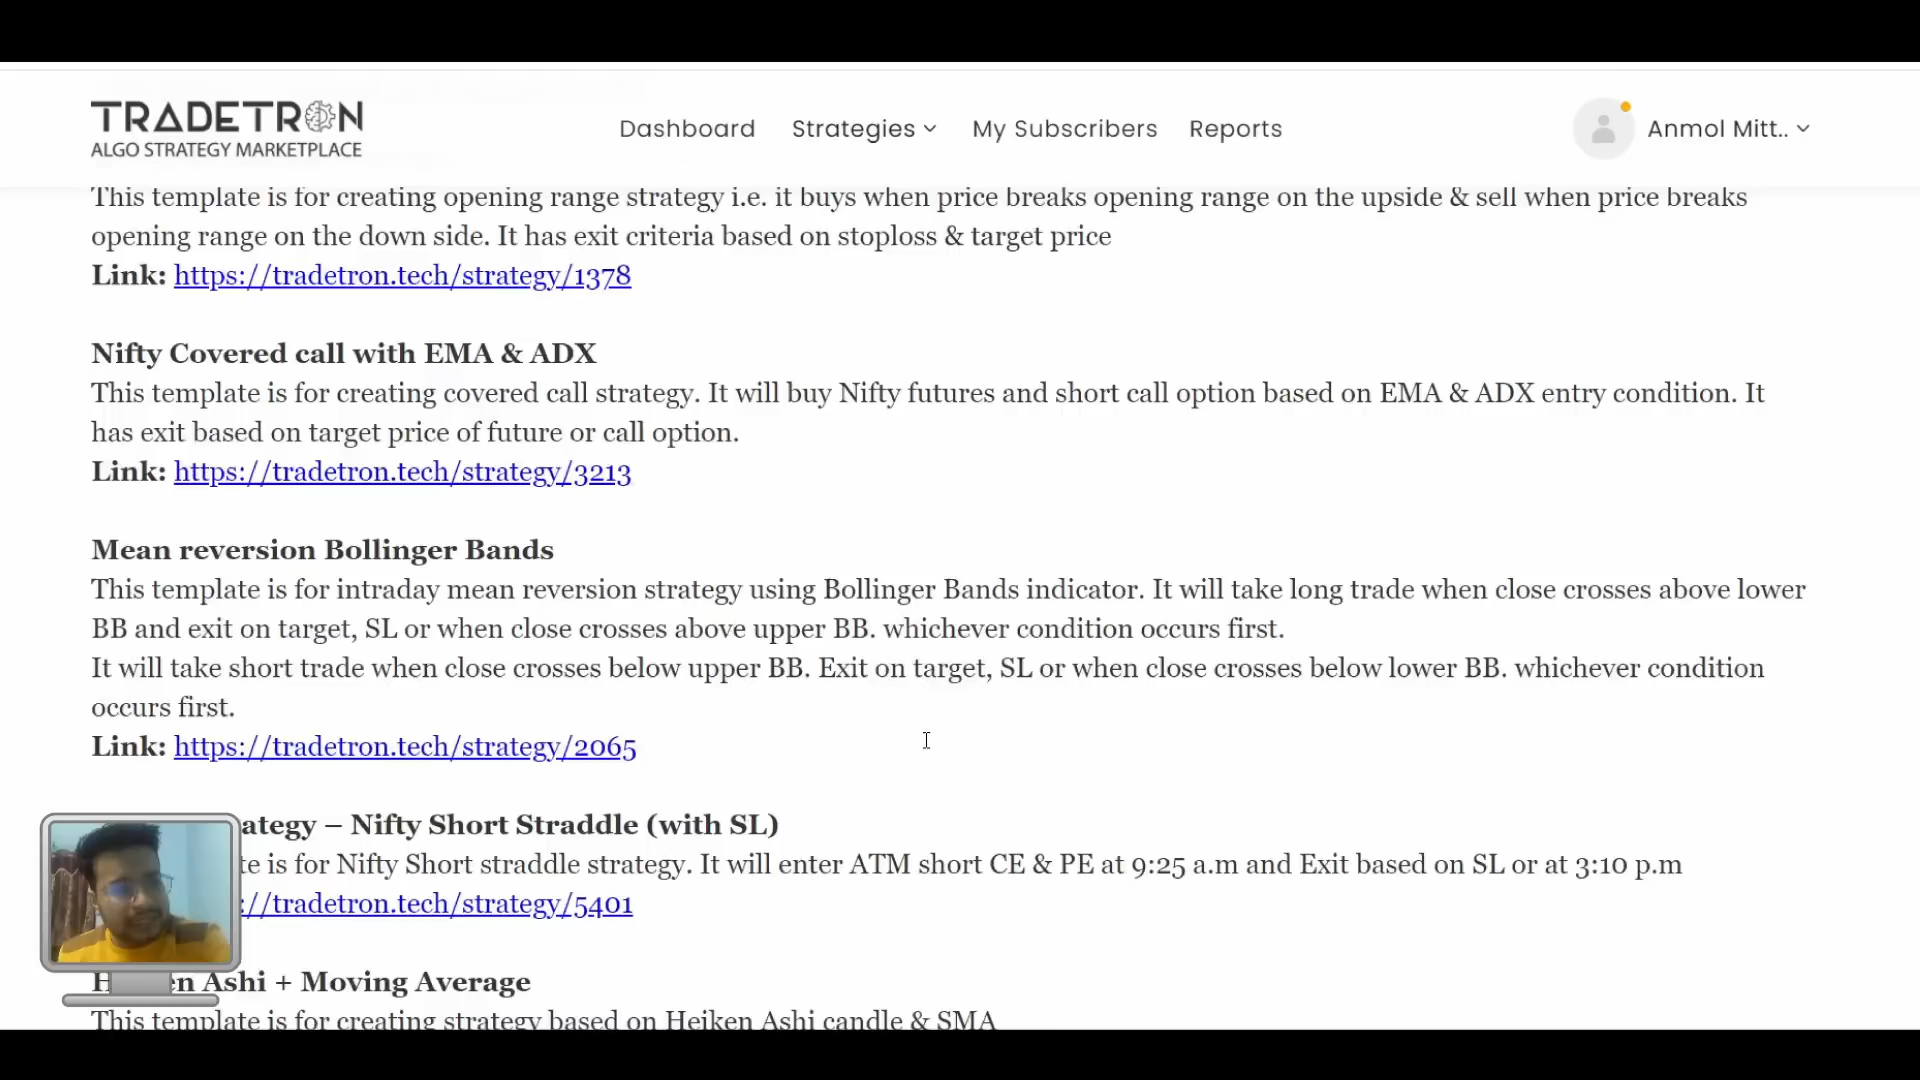 TRADETRON
ALGO STRATEGY MARKETPLACE
Dashboard
Strategies
My Subscribers
Reports
Anmol Mitt..
This template is for creating opening range strategy i.e. it buys when price breaks opening range on the upside & sell when price breaks
opening range on the down side. It has exit criteria based on stoploss & target price
Link: https://tradetron.tech/strategy/1378
Nifty Covered call with EMA & ADX
This template is for creating covered call strategy. It will buy Nifty futures and short call option based on EMA & ADX entry condition. It
has exit based on target price of future or call option.
Link: https://tradetron.tech/strategy/3213
Mean reversion Bollinger Bands
This template is for intraday mean reversion strategy using Bollinger Bands indicator. It will take long trade when close crosses above lower
BB and exit on target, SL or when close crosses above upper BB. whichever condition occurs first.
It will take short trade when close crosses below upper BB. Exit on target, SL or when close crosses below lower BB. whichever condition
occurs first.
Link: https://tradetron.tech/strategy/2065
ategy – Nifty Short Straddle (with SL)
te is for Nifty Short straddle strategy. It will enter ATM short CE & PE at 9:25 a.m and Exit based on SL or at 3:10 p.m
://tradetron.tech/strategy/5401
Ashi + Moving Average
This template is for creating strategy based on Heiken Ashi candle & SMA